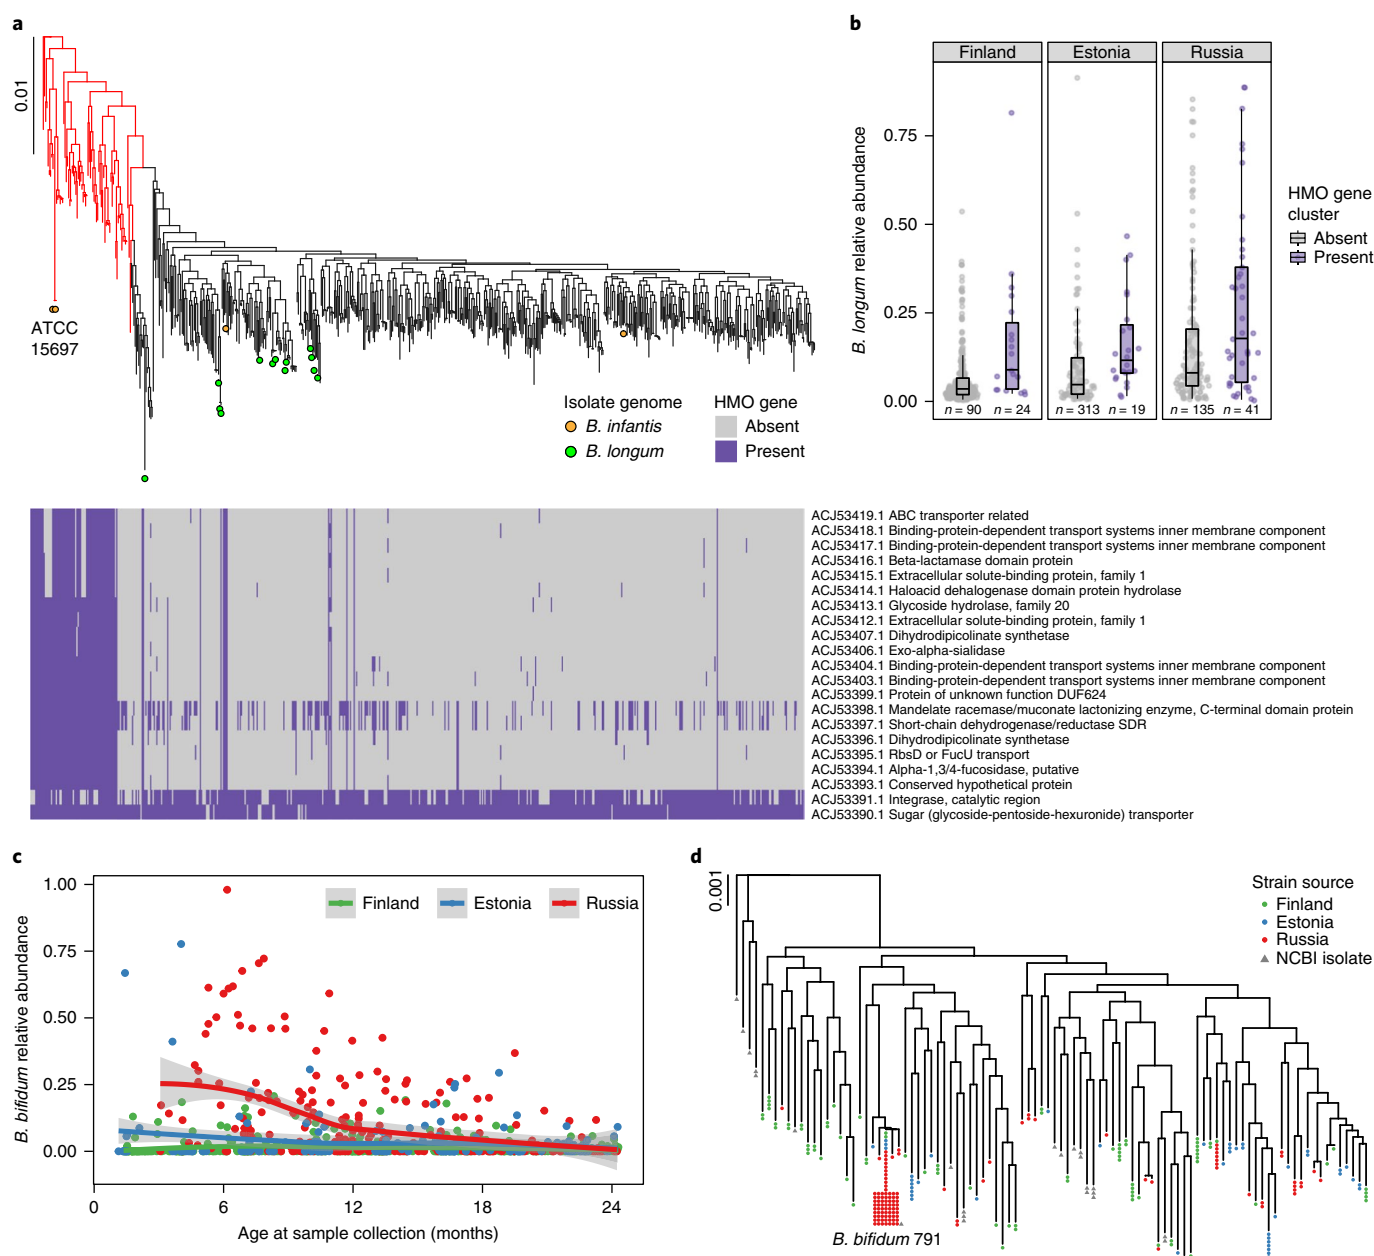 a
0.01
ATCC
15697
Isolate genome
B. infantis
B. longum
HMO gene
Absent
Present
ACJ53419.1 ABC transporter related
ACJ53418.1 Binding-protein-dependent transport systems inner membrane component
ACJ53417.1 Binding-protein-dependent transport systems inner membrane component
ACJ53416.1 Beta-lactamase domain protein
ACJ53415.1 Extracellular solute-binding protein, family 1
ACJ53414.1 Haloacid dehalogenase domain protein hydrolase
ACJ53413.1 Glycoside hydrolase, family 20
ACJ53412.1 Extracellular solute-binding protein, family 1
ACJ53407.1 Dihydrodipicolinate synthetase
ACJ53406.1 Exo-alpha-sialidase
ACJ53404.1 Binding-protein-dependent transport systems inner membrane component
ACJ53403.1 Binding-protein-dependent transport systems inner membrane component
ACJ53399.1 Protein of unknown function DUF624
ACJ53398.1 Mandelate racemase/muconate lactonizing enzyme, C-terminal domain protein
ACJ53397.1 Short-chain dehydrogenase/reductase SDR
ACJ53396.1 Dihydrodipicolinate synthetase
ACJ53395.1 RbsD or FucU transport
ACJ53394.1 Alpha-1,3/4-fucosidase, putative
ACJ53393.1 Conserved hypothetical protein
ACJ53391.1 Integrase, catalytic region
ACJ53390.1 Sugar (glycoside-pentoside-hexuronide) transporter
b
Finland
Estonia
Russia
B. longum relative abundance
0.75
0.50
0.25
0.00
n = 90
n = 24
n = 313
n = 19
n = 135
n = 41
HMO gene
cluster
Absent
Present
c
B. bifidum relative abundance
1.00
0.75
0.50
0.25
0.00
Finland
Estonia
Russia
0
6
12
18
24
Age at sample collection (months)
d
0.001
Strain source
Finland
Estonia
Russia
NCBI isolate
B. bifidum 791